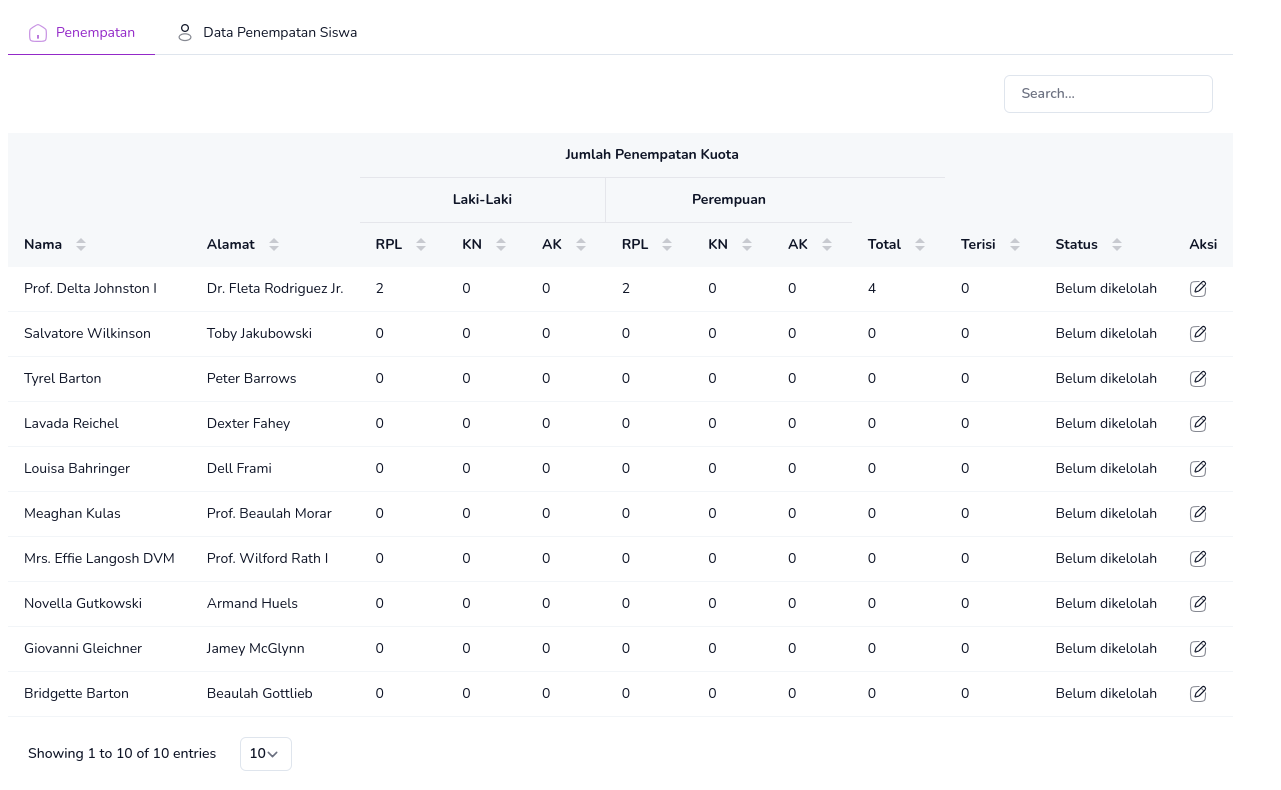 Penempatan Data Penempatan Siswa
Search...
Jumlah Penempatan Kuota
Laki-Laki Perempuan
Nama Alamat RPL KN AK RPL KN AK Total Terisi Status Aksi
Prof. Delta Johnston I Dr. Fleta Rodriguez Jr. 2 0 0 2 0 0 4 0 Belum dikelolah
Salvatore Wilkinson Toby Jakubowski 0 0 0 0 0 0 0 0 Belum dikelolah
Tyrel Barton Peter Barrows 0 0 0 0 0 0 0 0 Belum dikelolah
Lavada Reichel Dexter Fahey 0 0 0 0 0 0 0 0 Belum dikelolah
Louisa Bahringer Dell Frami 0 0 0 0 0 0 0 0 Belum dikelolah
Meaghan Kulas Prof. Beaulah Morar 0 0 0 0 0 0 0 0 Belum dikelolah
Mrs. Effie Langosh DVM Prof. Wilford Rath I 0 0 0 0 0 0 0 0 Belum dikelolah
Novella Gutkowski Armand Huels 0 0 0 0 0 0 0 0 Belum dikelolah
Giovanni Gleichner Jamey McGlynn 0 0 0 0 0 0 0 0 Belum dikelolah
Bridgette Barton Beaulah Gottlieb 0 0 0 0 0 0 0 0 Belum dikelolah
Showing 1 to 10 of 10 entries 10